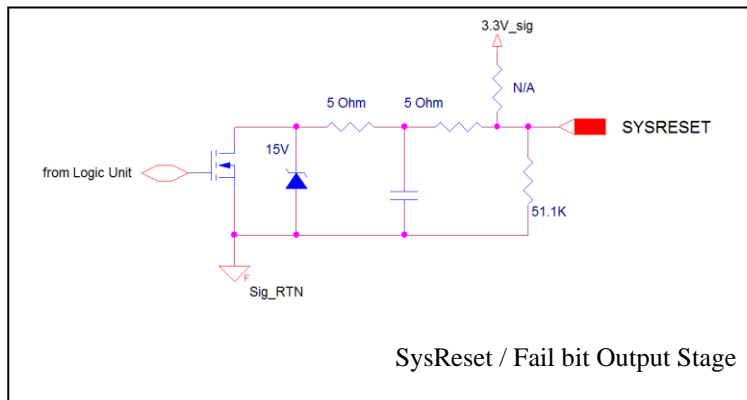 3.3V_sig
N/A
5 Ohm
5 Ohm
SYSRESET
15V
from Logic Unit
51.1K
F
Sig_RTN
SysReset / Fail bit Output Stage